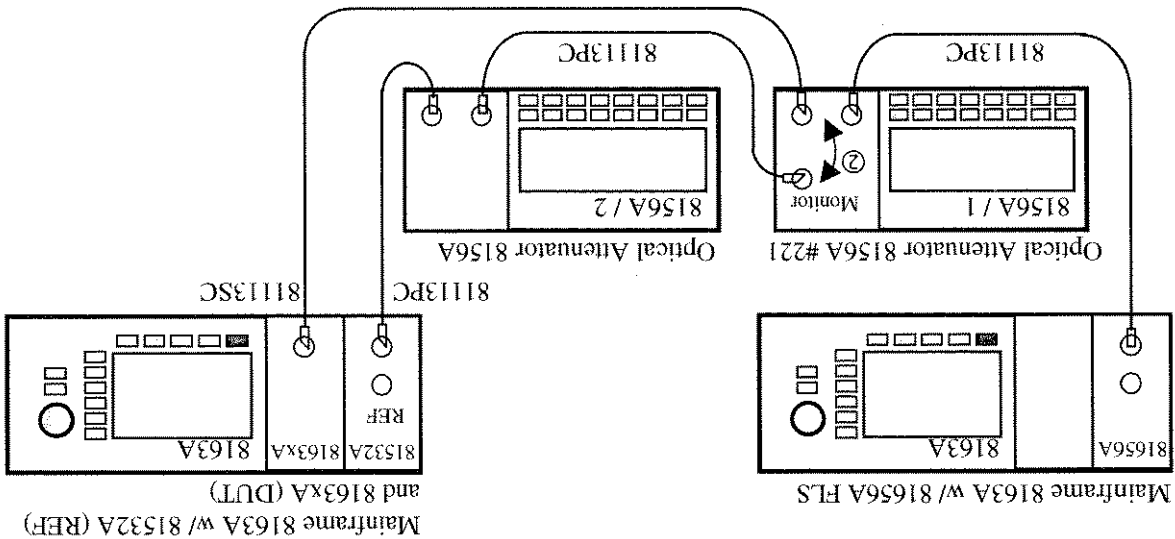 Mainframe 8163A w/ 81656A FLS
81656A
8163A
Mainframe 8163A w/ 81532A (REF)
and 8163xA (DUT)
81532A
REF
8163xA
8163A
81113PC
81113SC
Optical Attenuator 8156A #221
8156A / 1
Monitor
2
Optical Attenuator 8156A
8156A / 2
81113PC
81113PC